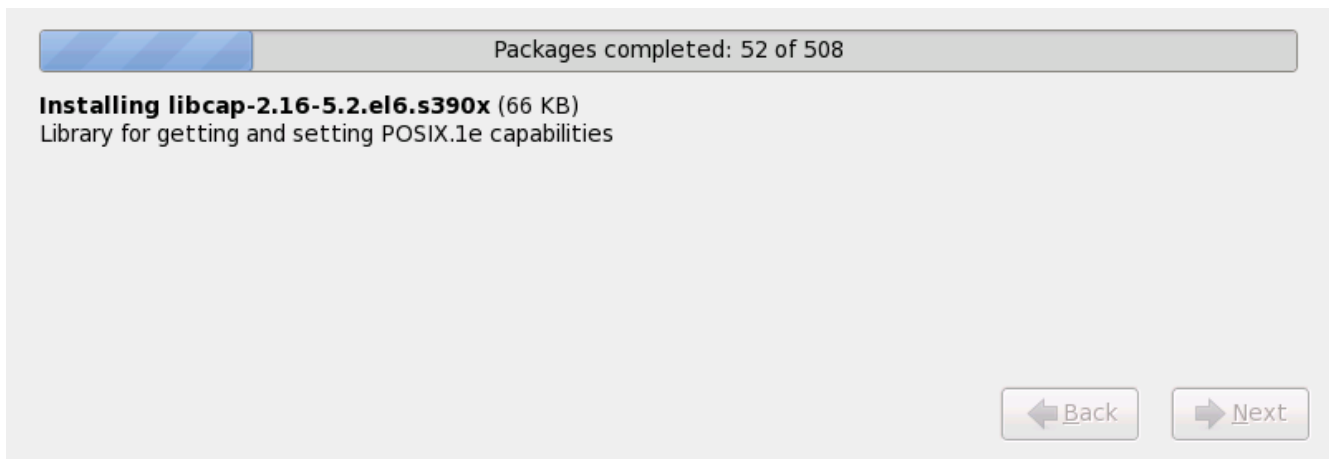 Packages completed: 52 of 508
Installing libcap-2.16-5.2.el6.s390x (66 KB)
Library for getting and setting POSIX.1e capabilities
Back
Next